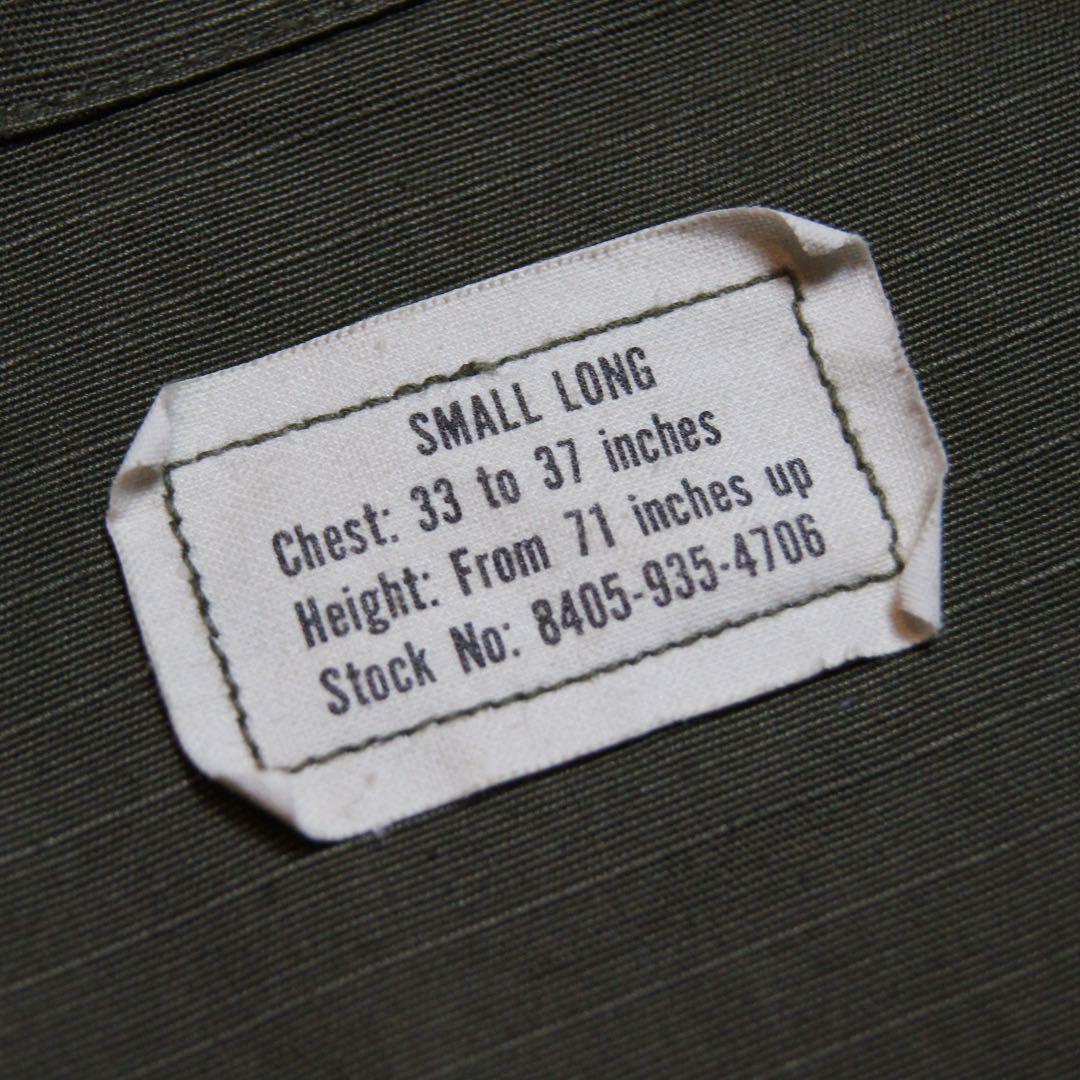 SMALL LONG
Chest: 33 to 37 inches
Height: From 71 inches up
Stock No: 8405-935-4706